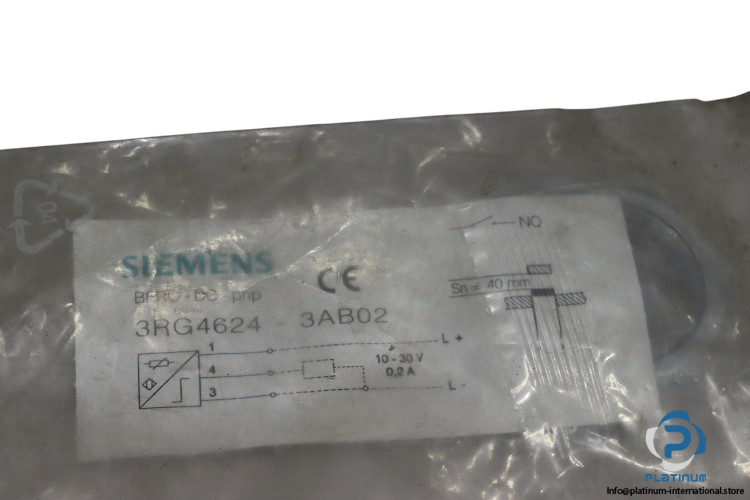 SIEMENS
CE
BERO - DC - pnp
3RG4624 - 3AB02
1
4
3
L +
10 - 30 V
0,2 A
L -
NO
Sn = 40 mm
PLATINUM
Info@platinum-international.store